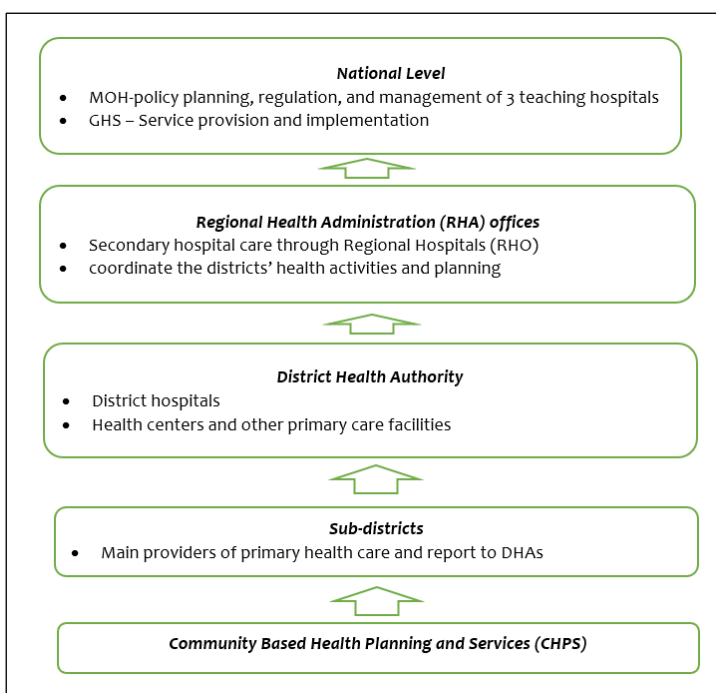 National Level
• MOH-policy planning, regulation, and management of 3 teaching hospitals
• GHS – Service provision and implementation
Regional Health Administration (RHA) offices
• Secondary hospital care through Regional Hospitals (RHO)
• coordinate the districts’ health activities and planning
District Health Authority
• District hospitals
• Health centers and other primary care facilities
Sub-districts
• Main providers of primary health care and report to DHAs
Community Based Health Planning and Services (CHPS)